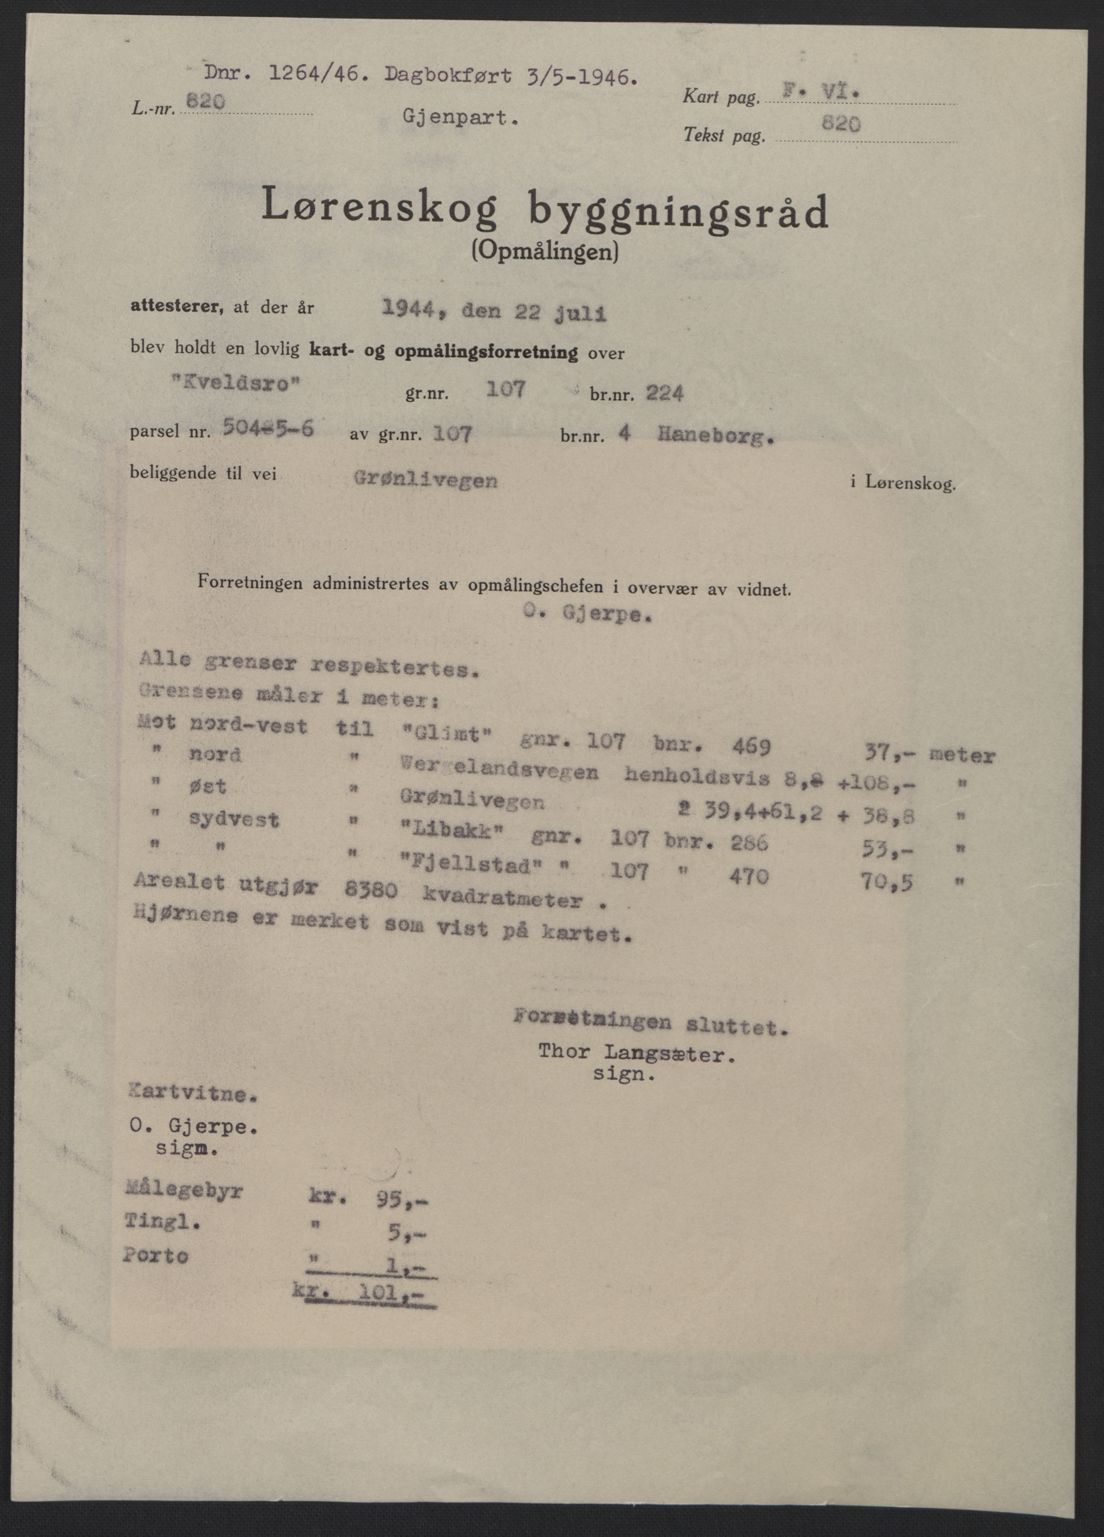 Dnr. 1264/46. Dagbokført 3/5-1946.
L.-nr. 820
Gjenpart.
Kart pag. F. VI.
Tekst pag. 820
Lørenskog byggningsråd
(Opmålingen)
attesterer, at der år 1944, den 22 juli
blev holdt en lovlig kart- og opmålingsforretning over
"Kveldsro" gr.nr. 107 br.nr. 224
parsel nr. 504-5-6 av gr.nr. 107 br.nr. 4 Haneborg.
beliggende til vei Grønlivegen i Lørenskog.
Forretningen administrertes av opmålingschefen i overvær av vidnet.
O. Gjerpe.
Alle grenser respektertes.
Grensene måler i meter:
Mot nord-vest til "Glimt" gnr. 107 bnr. 469 37,- meter
" nord " Wergelandsvegen henholdsvis 8,8 +108,- "
" øst " Grønlivegen 39,4+61,2 + 38,8 "
" sydvest " "Libakk" gnr. 107 bnr. 286 53,- "
" " " "Fjellstad" " 107 " 470 70,5 "
Arealet utgjør 8380 kvadratmeter .
Hjørnene er merket som vist på kartet.
Forretningen sluttet.
Thor Langsæter.
sign.
Kartvitne.
O. Gjerpe.
sign.
Målegebyr kr. 95,-
Tingl. " 5,-
Porto " 1,-
kr. 101,-